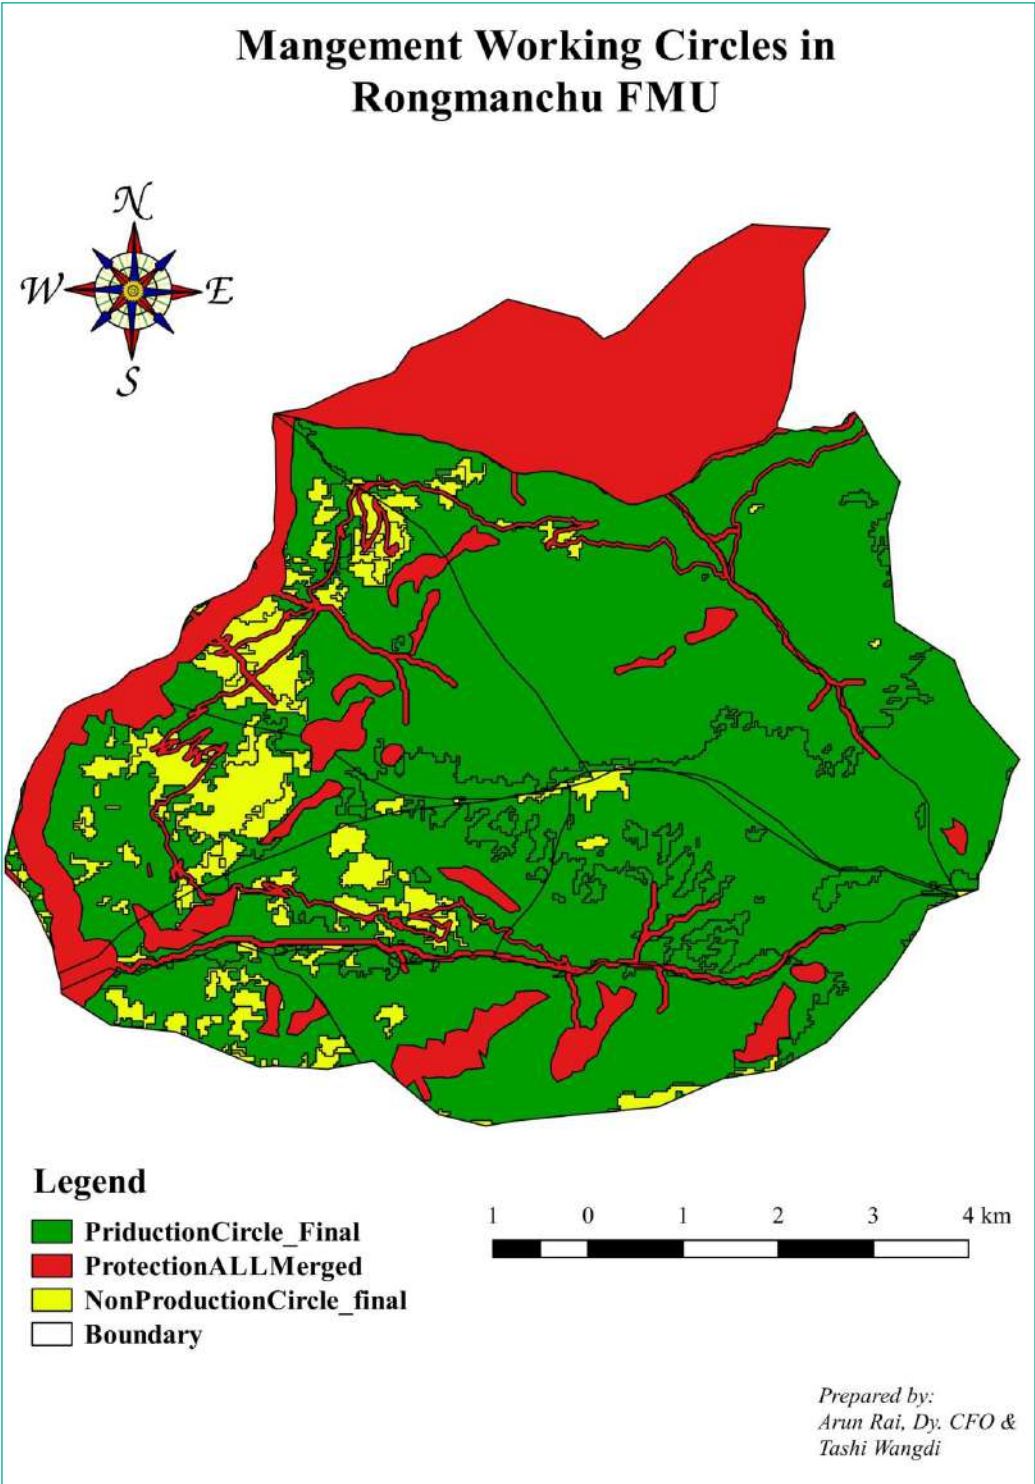 Mangement Working Circles in
Rongmanchu FMU
N
W E
S
Legend
PriductionCircle_Final
ProtectionALLMerged
NonProductionCircle_final
Boundary
1 0 1 2 3 4 km
Prepared by:
Arun Rai, Dy. CFO &
Tashi Wangdi